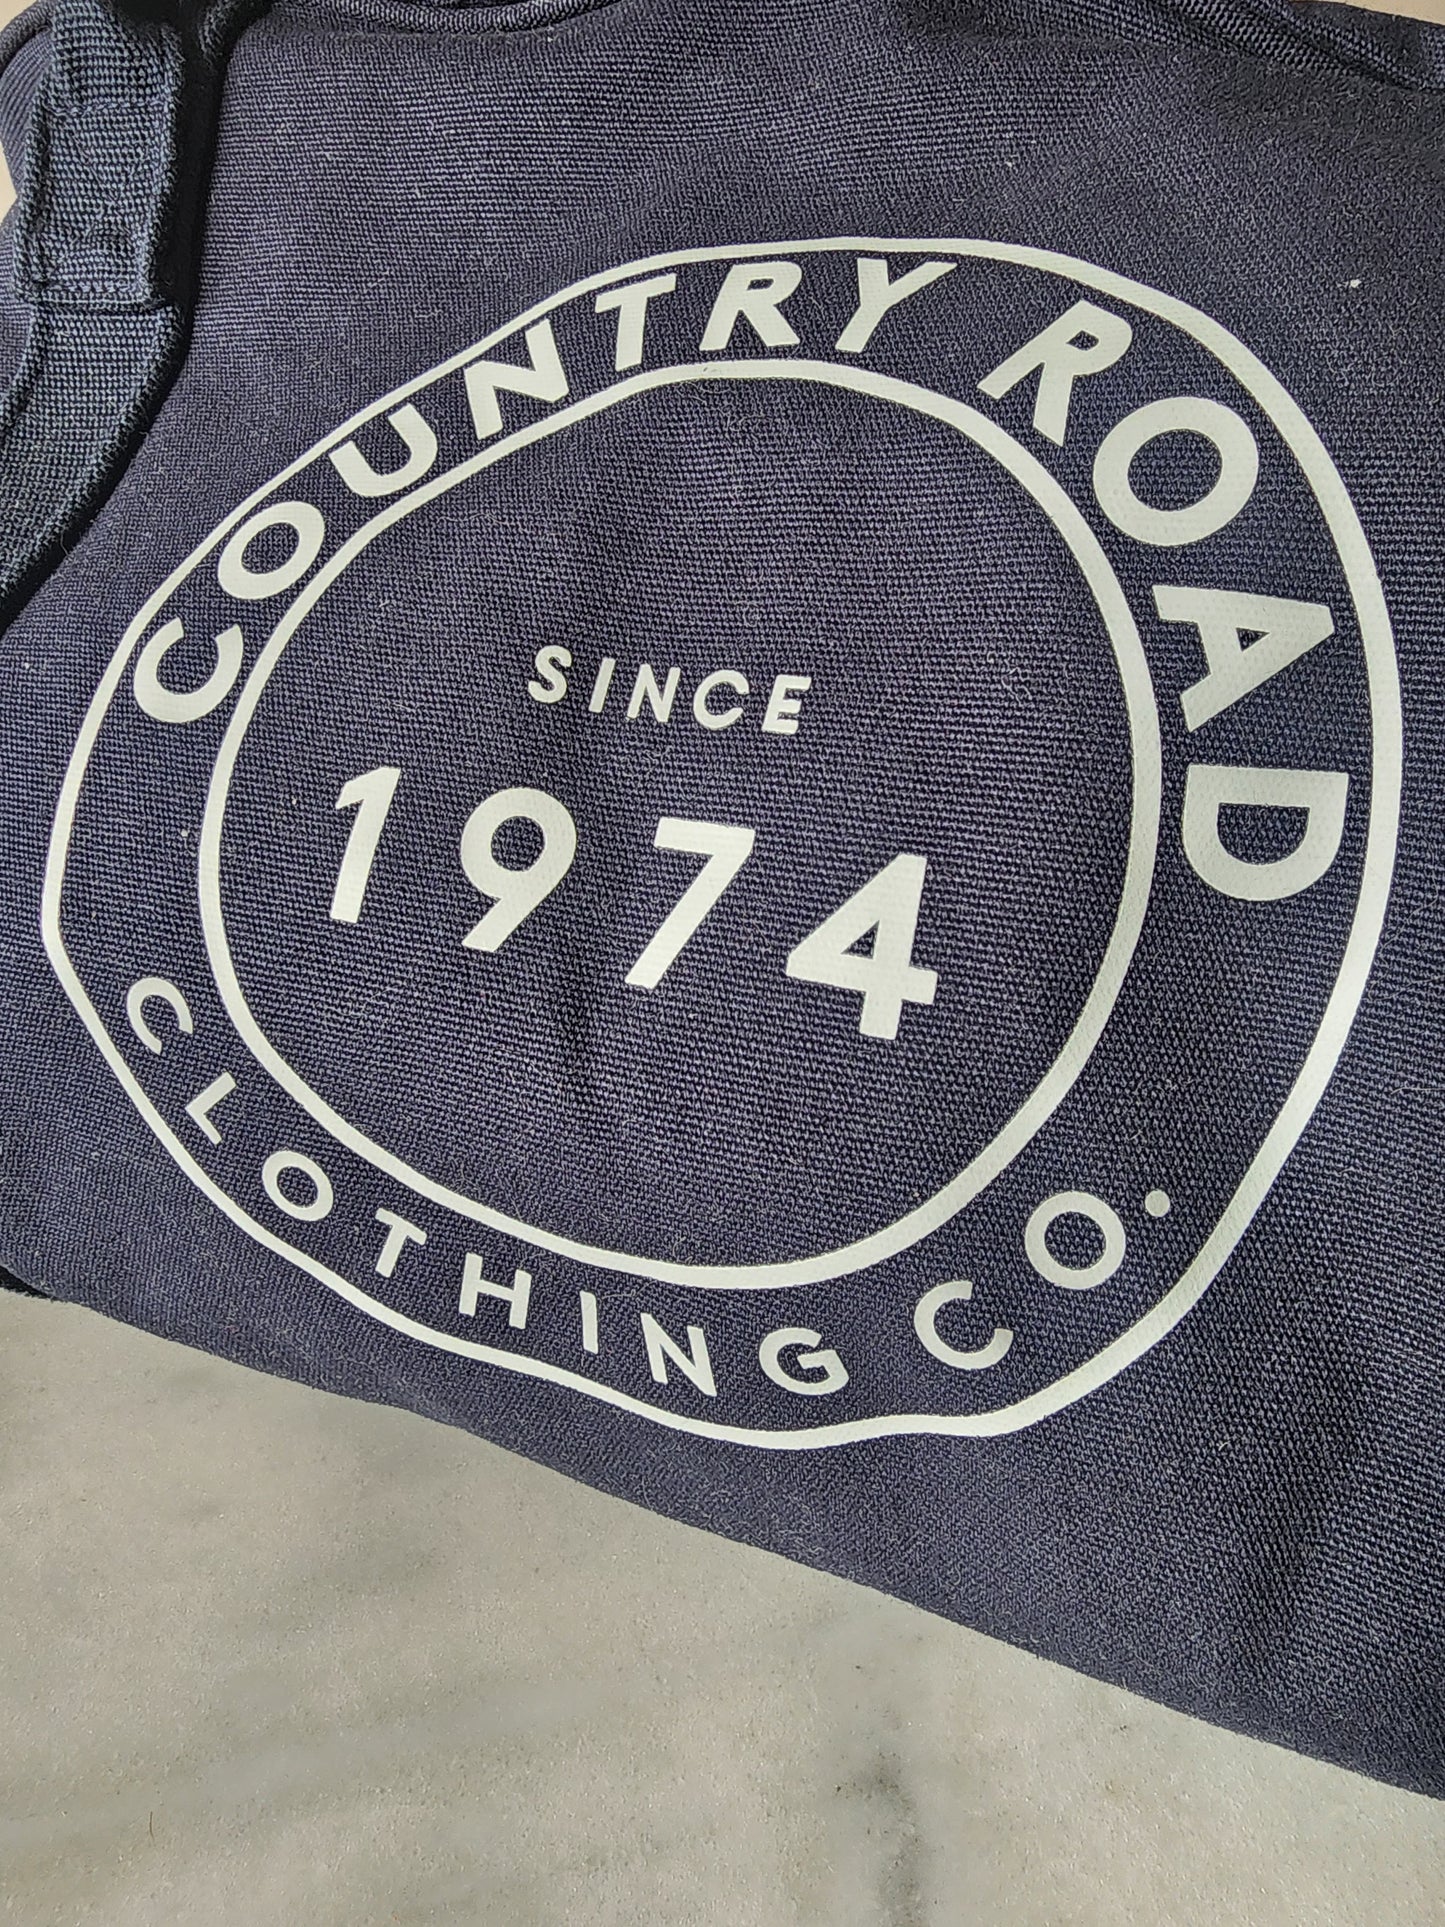 COUNTRY ROAD
SINCE
1974
CLOTHING CO.